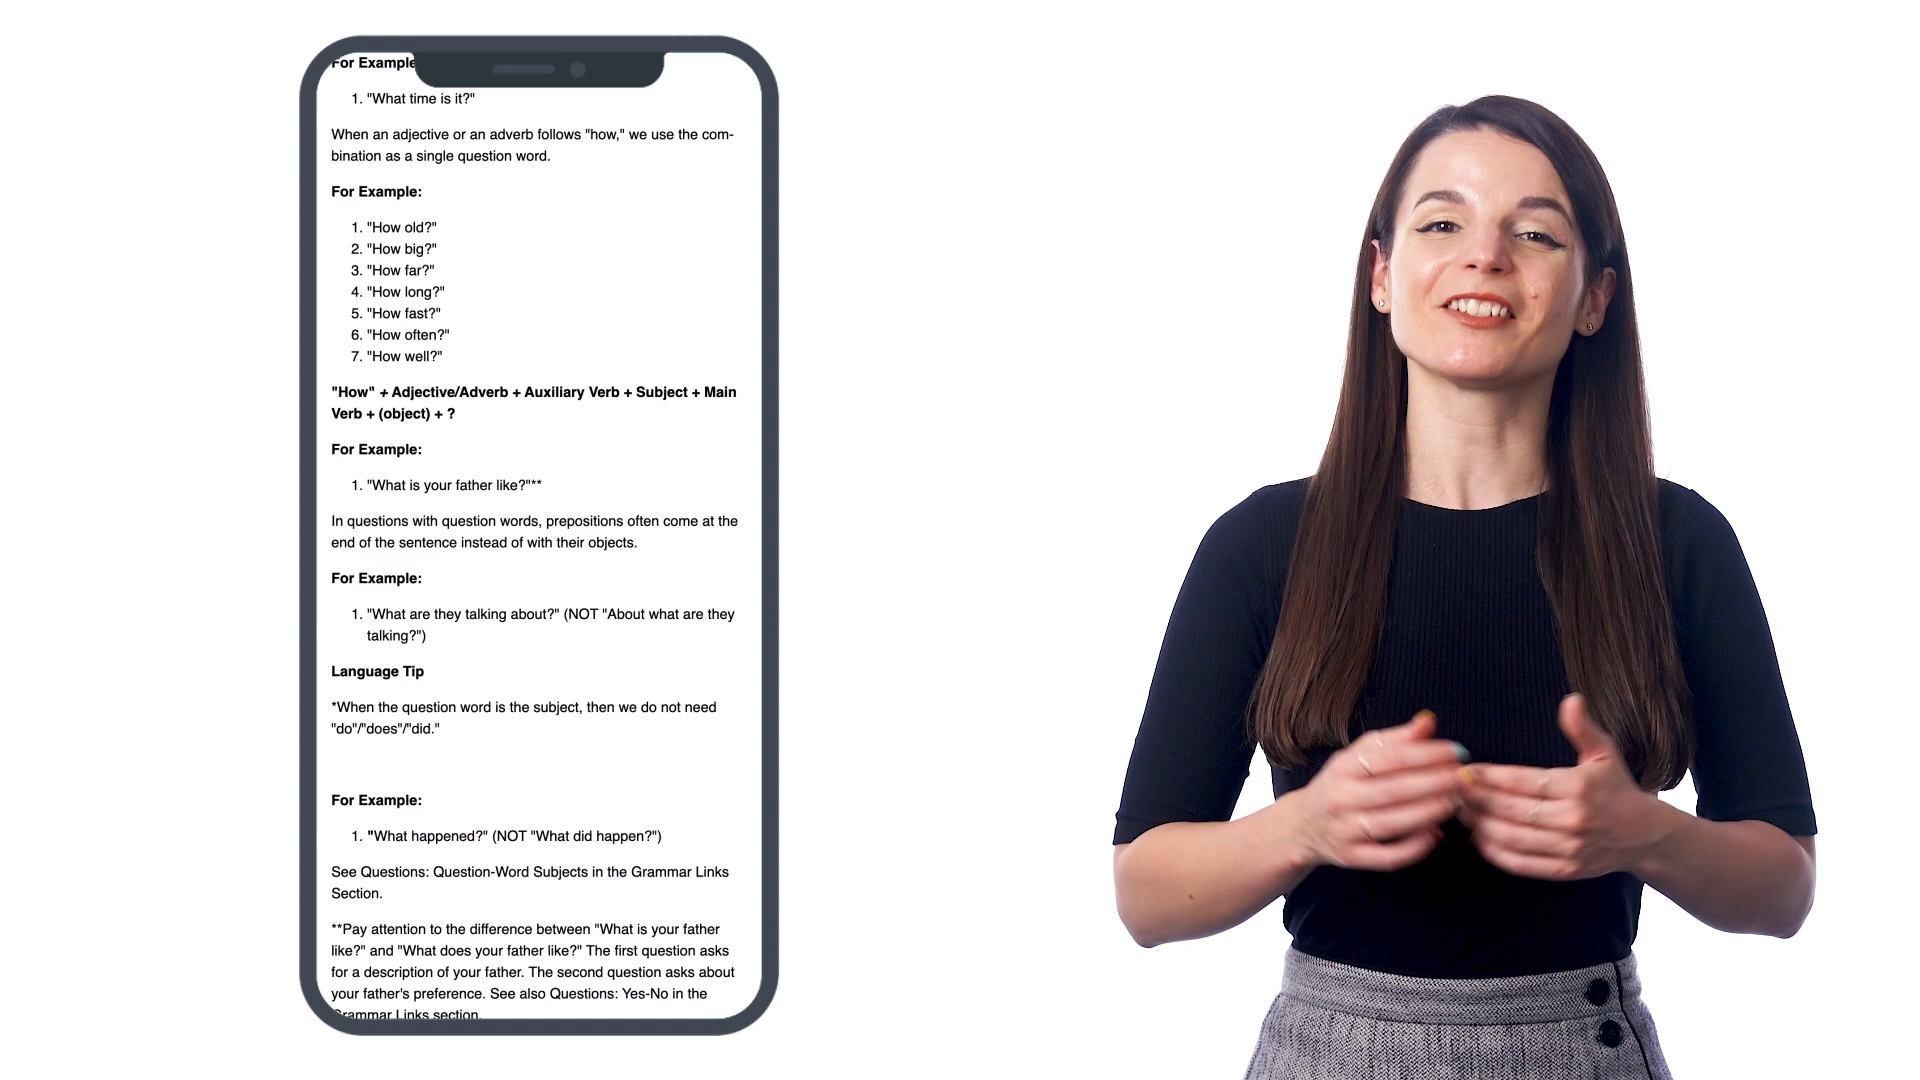 For Example
1. "What time is it?"
When an adjective or an adverb follows "how," we use the com-
bination as a single question word.
For Example:
1. "How old?"
2. "How big?"
3. "How far?"
4. "How long?"
5. "How fast?"
6. "How often?"
7. "How well?"
"How" + Adjective/Adverb + Auxiliary Verb + Subject + Main
Verb + (object) + ?
For Example:
1. "What is your father like?"**
In questions with question words, prepositions often come at the
end of the sentence instead of with their objects.
For Example:
1. "What are they talking about?" (NOT "About what are they
talking?")
Language Tip
*When the question word is the subject, then we do not need
"do"/"does"/"did."
For Example:
1. "What happened?" (NOT "What did happen?")
See Questions: Question-Word Subjects in the Grammar Links
Section.
**Pay attention to the difference between "What is your father
like?" and "What does your father like?" The first question asks
for a description of your father. The second question asks about
your father's preference. See also Questions: Yes-No in the
Grammar Links section.